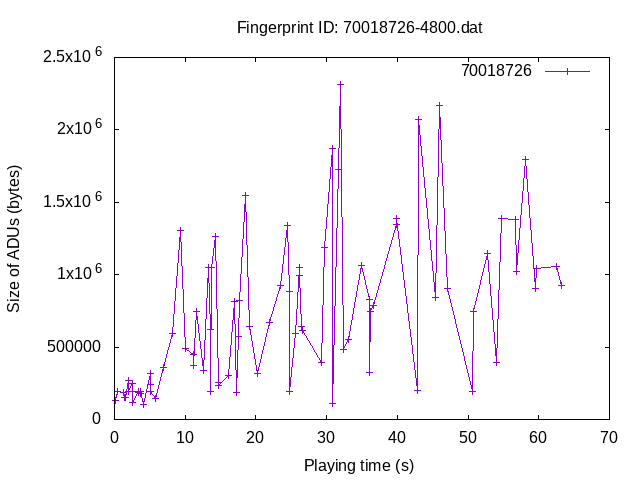 Fingerprint ID: 70018726-4800.dat
70018726
2.5x10^6
2x10^6
1.5x10^6
1x10^6
500000
0
Size of ADUs (bytes)
0 10 20 30 40 50 60 70
Playing time (s)